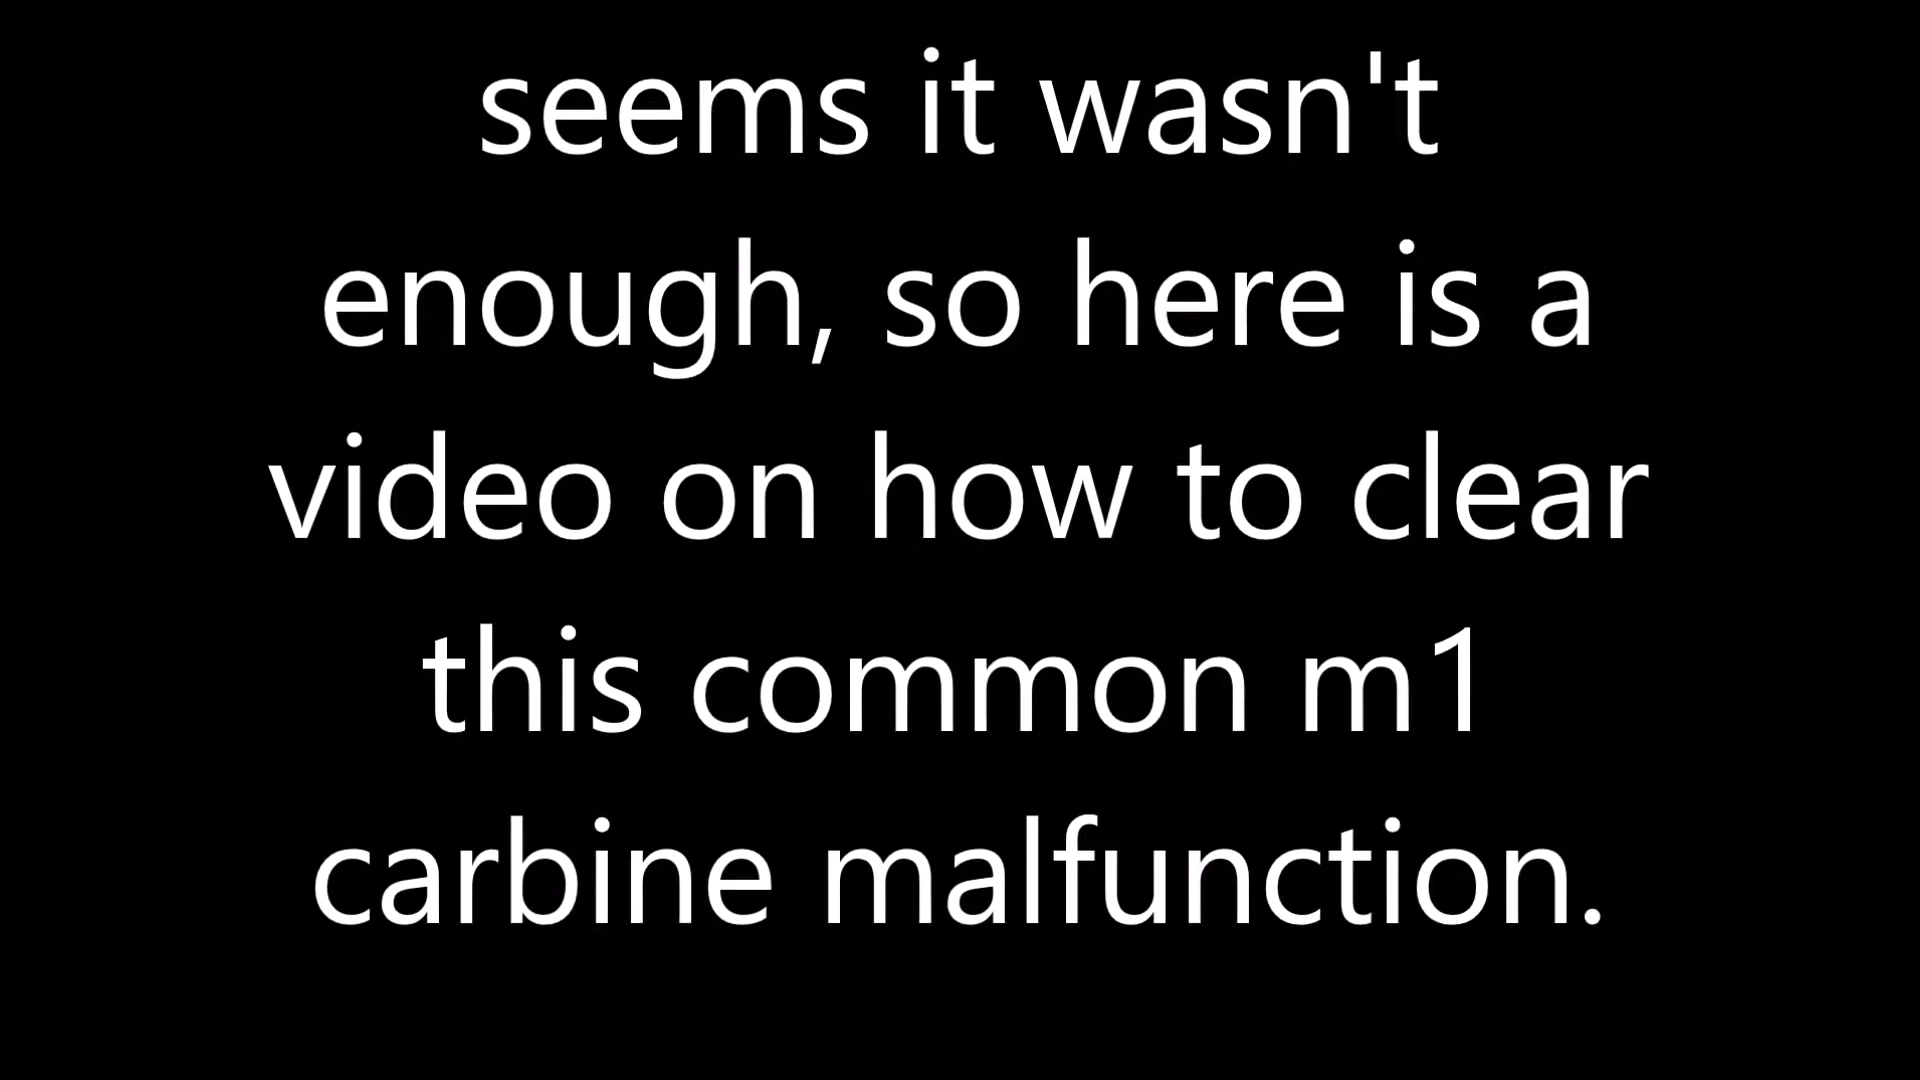 seems it wasn't
enough, so here is a
video on how to clear
this common m1
carbine malfunction.